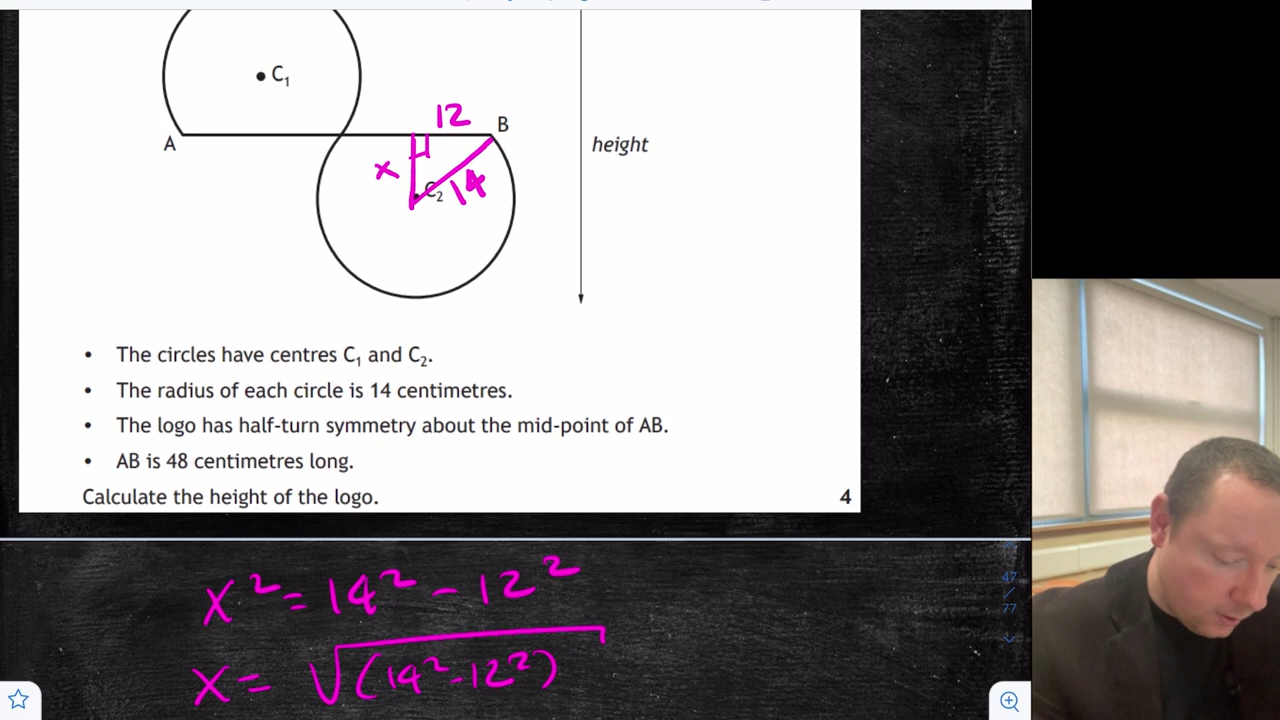 C1
12
A
B
height
x
C2
14
• The circles have centres C1 and C2.
• The radius of each circle is 14 centimetres.
• The logo has half-turn symmetry about the mid-point of AB.
• AB is 48 centimetres long.
Calculate the height of the logo. 4
x² = 14² - 12²
x = √(14² - 12²)
47
/
77